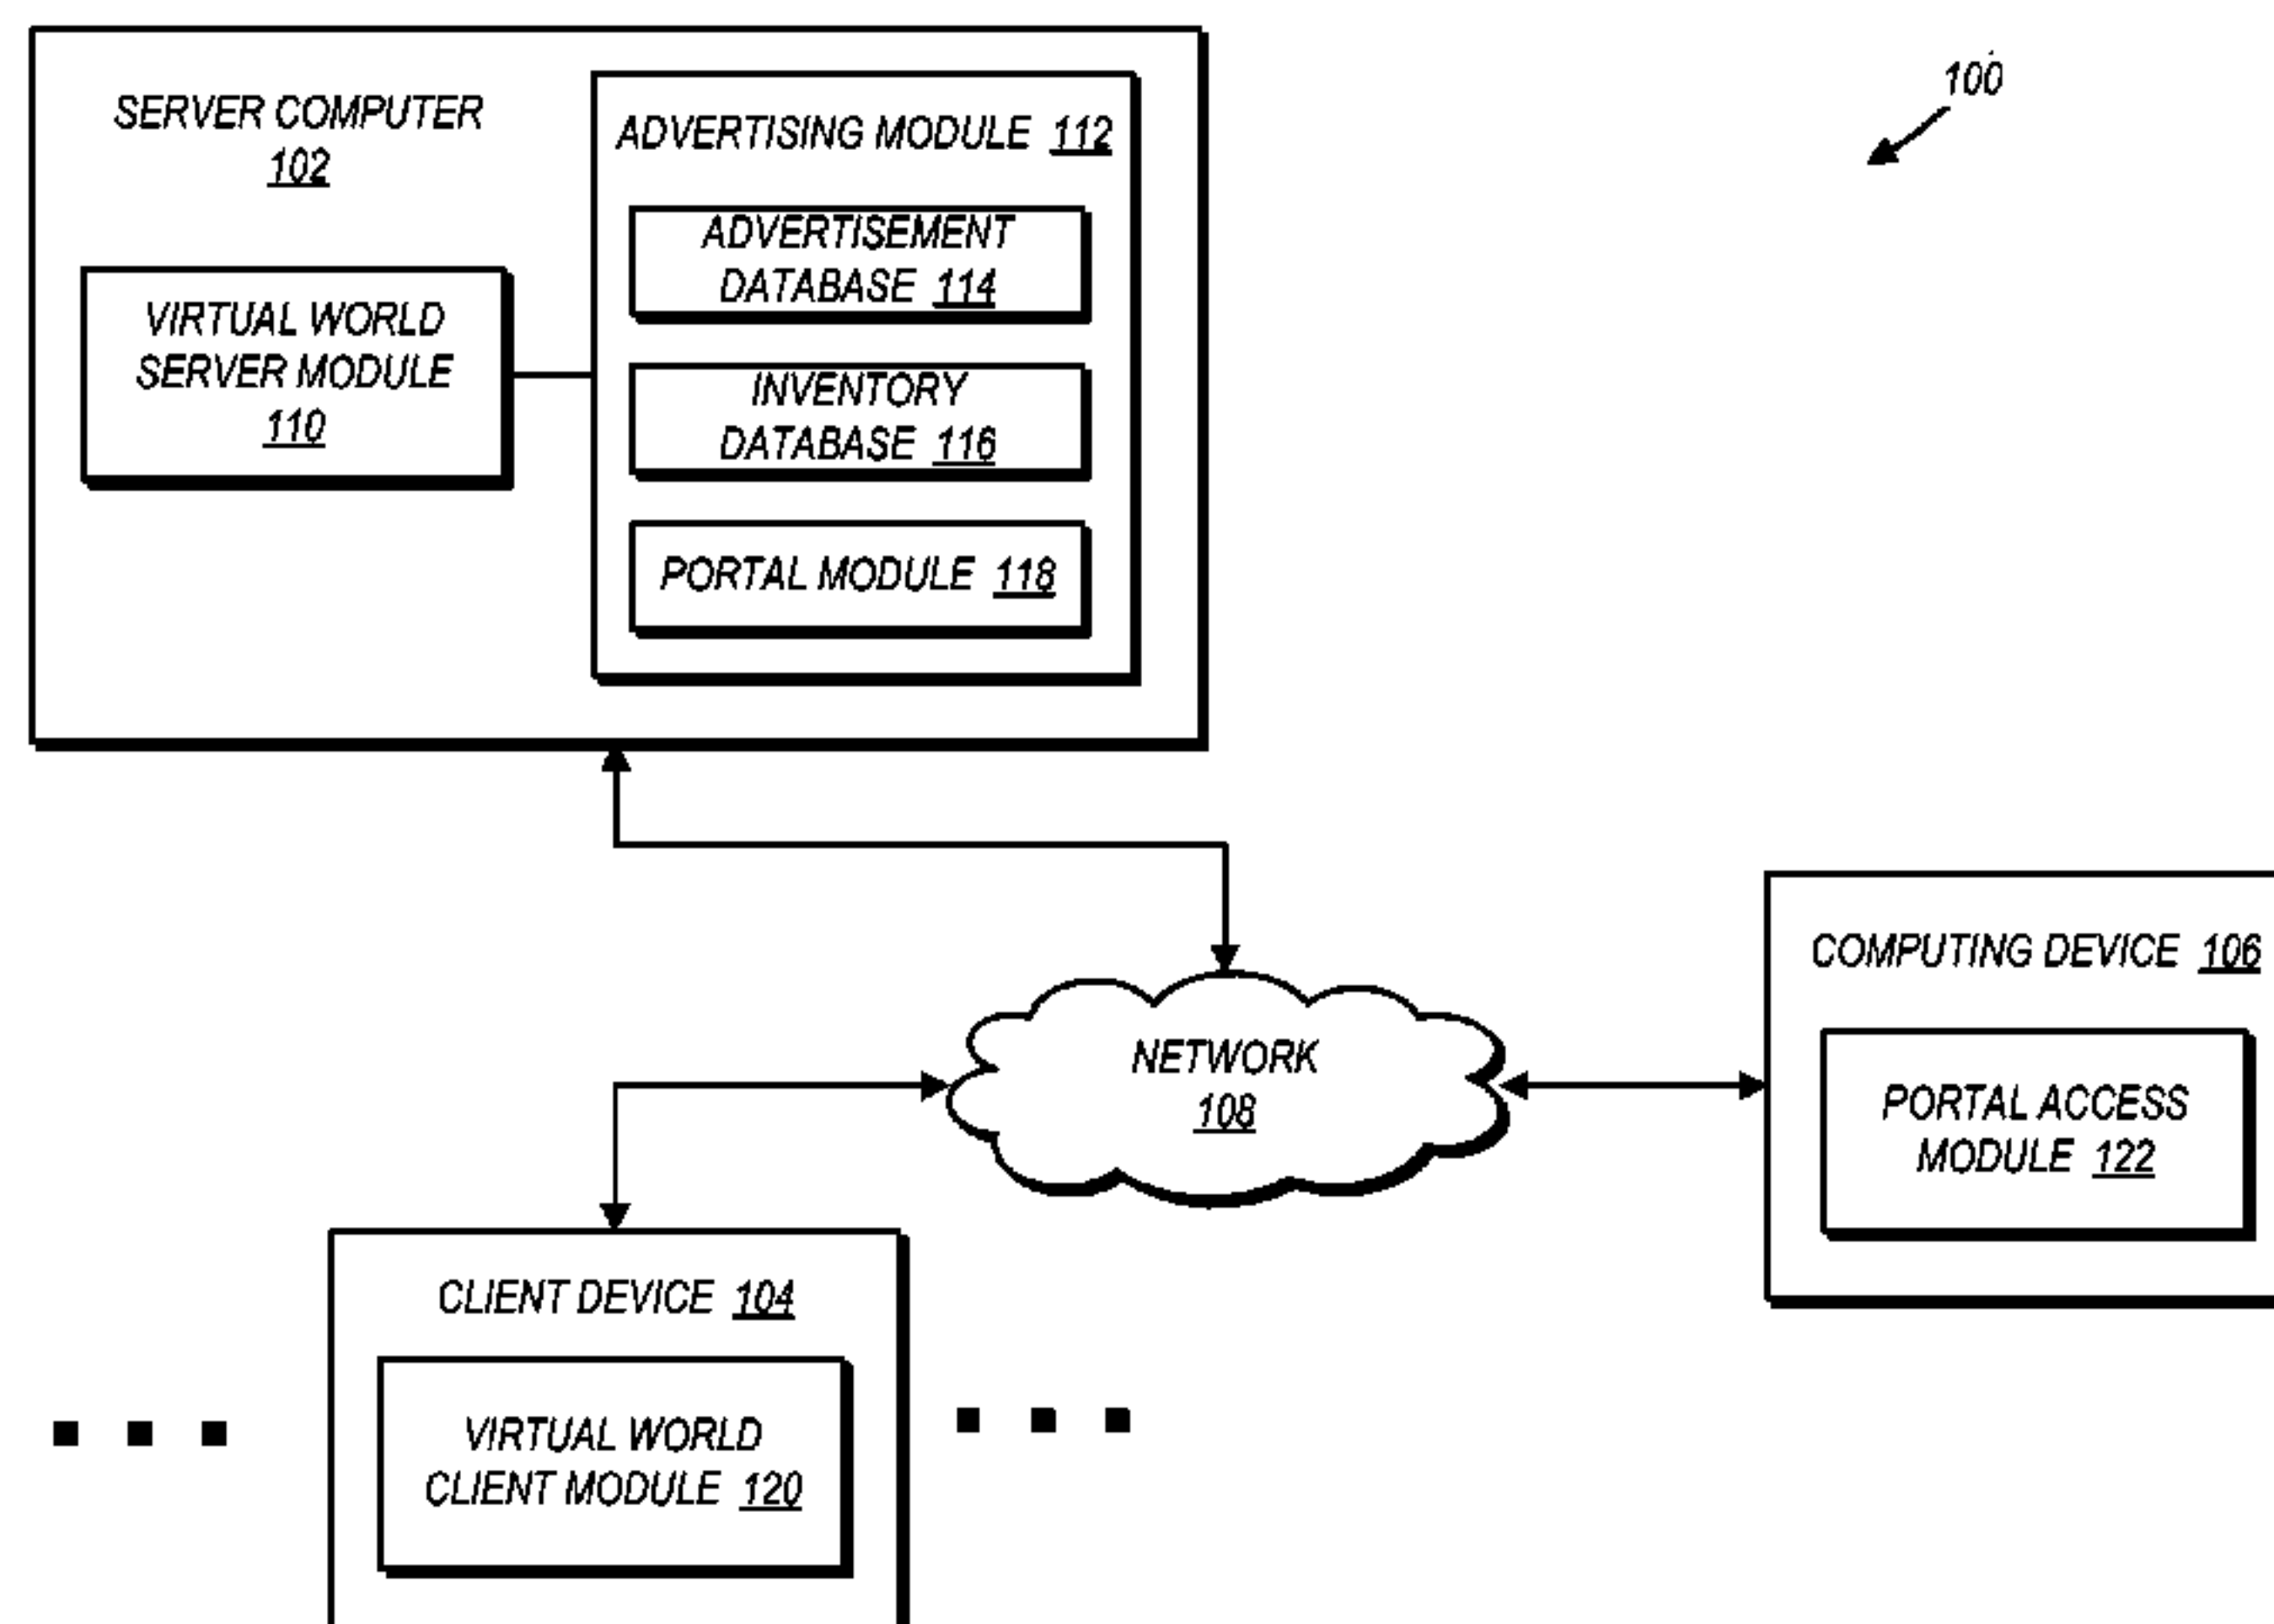 100
SERVER COMPUTER
102
ADVERTISING MODULE 112
ADVERTISEMENT
DATABASE 114
VIRTUAL WORLD
SERVER MODULE
110
INVENTORY
DATABASE 116
PORTAL MODULE 118
NETWORK
108
COMPUTING DEVICE 106
PORTAL ACCESS
MODULE 122
CLIENT DEVICE 104
VIRTUAL WORLD
CLIENT MODULE 120